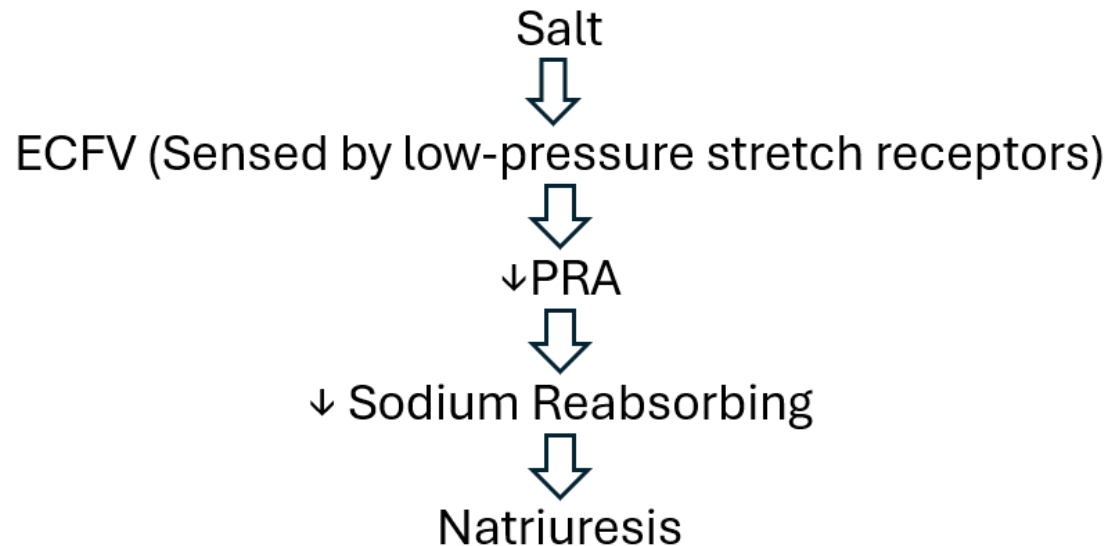 Salt
ECFV (Sensed by low-pressure stretch receptors)
↓PRA
↓ Sodium Reabsorbing
Natriuresis